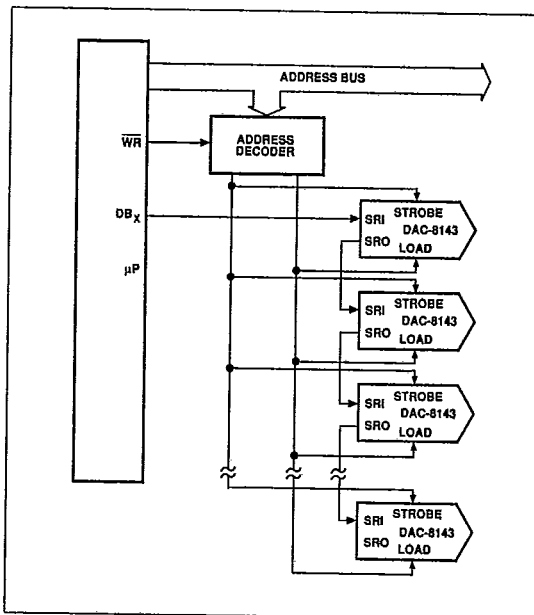 ADDRESS BUS
WR
ADDRESS
DECODER
DBX
μP
SRI STROBE
DAC-8143
SRO LOAD
SRI STROBE
DAC-8143
SRO LOAD
SRI STROBE
DAC-8143
SRO LOAD
SRI STROBE
DAC-8143
SRO LOAD